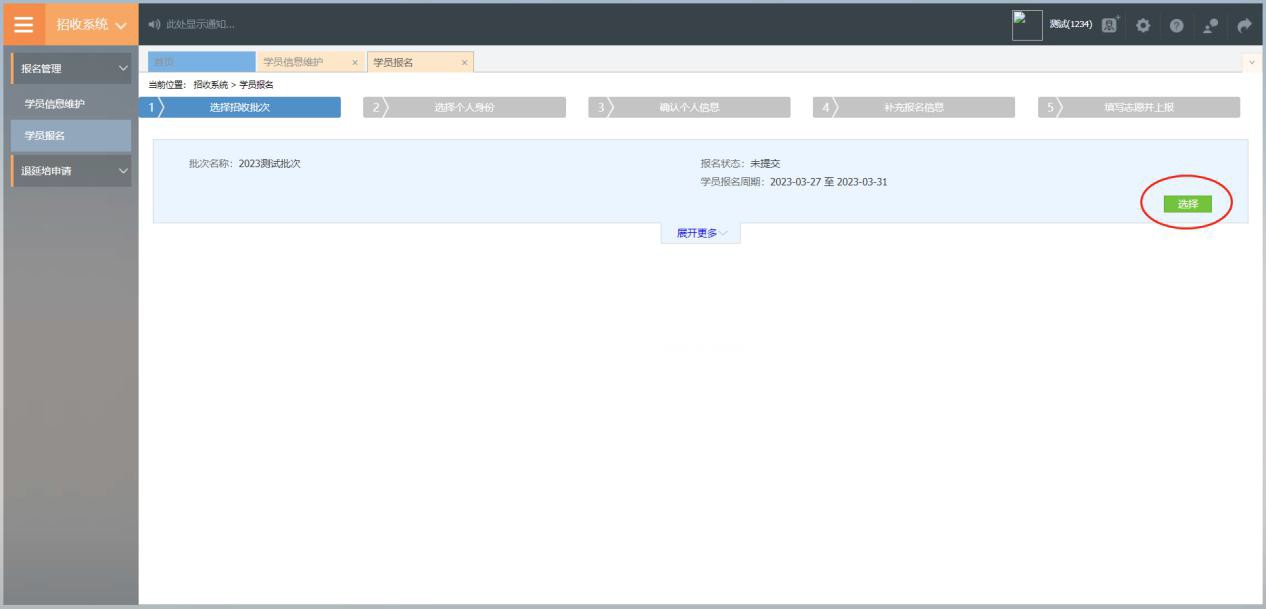 招收系统
此处显示通知...
测试(1234)
报名管理
学员信息维护
学员报名
退延培申请
首页
学员信息维护 ×
学员报名 ×
当前位置: 招收系统 > 学员报名
1 选择招收批次
2 选择个人身份
3 确认个人信息
4 补充报名信息
5 填写志愿并上报
批次名称: 2023测试批次
报名状态: 未提交
学员报名周期: 2023-03-27 至 2023-03-31
选择
展开更多